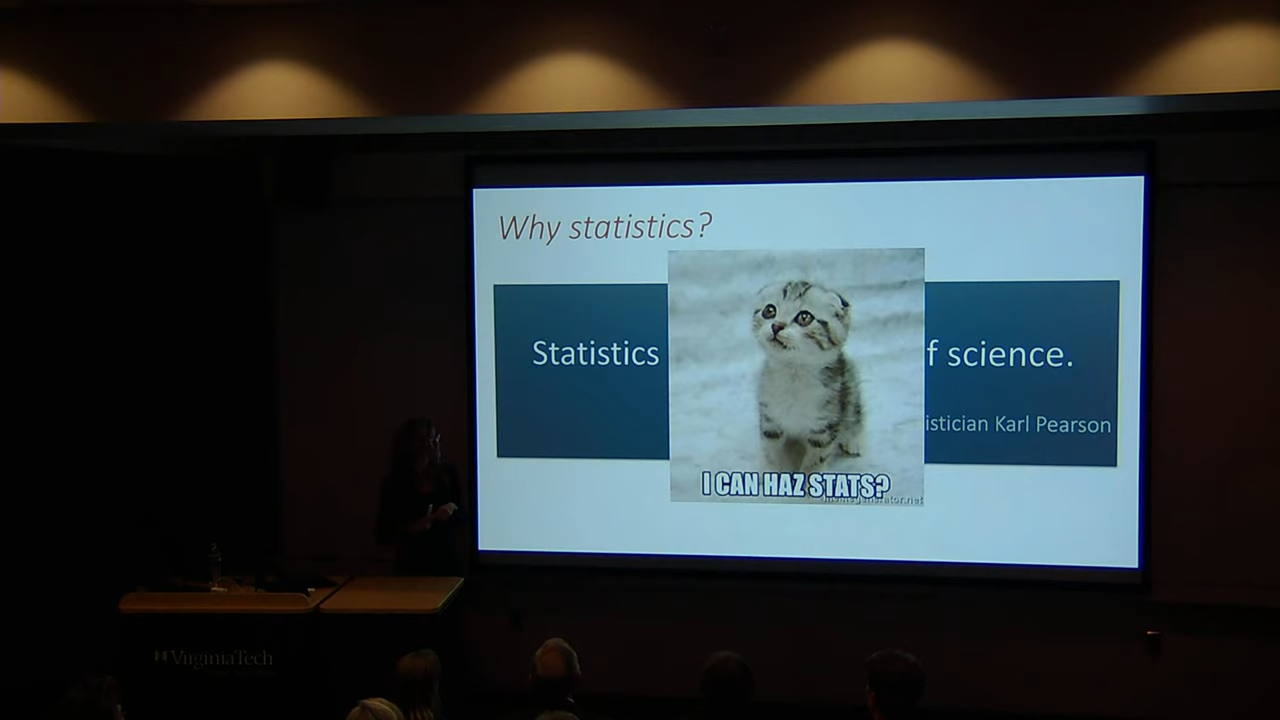 Why statistics?
Statistics
f science.
istician Karl Pearson
I CAN HAZ STATS?
VirginiaTech